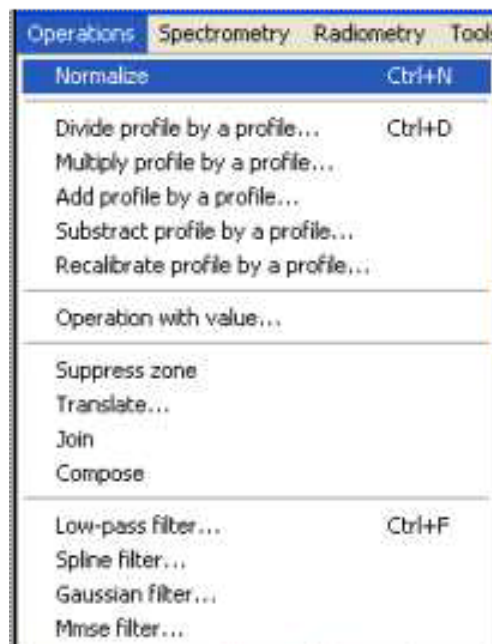 Operations Spectrometry Radiometry Tools
Normalize Ctrl+N
Divide profile by a profile... Ctrl+D
Multiply profile by a profile...
Add profile by a profile...
Substract profile by a profile...
Recalibrate profile by a profile...
Operation with value...
Suppress zone
Translate...
Join
Compose
Low-pass filter... Ctrl+F
Spline filter...
Gaussian filter...
Mmse filter...